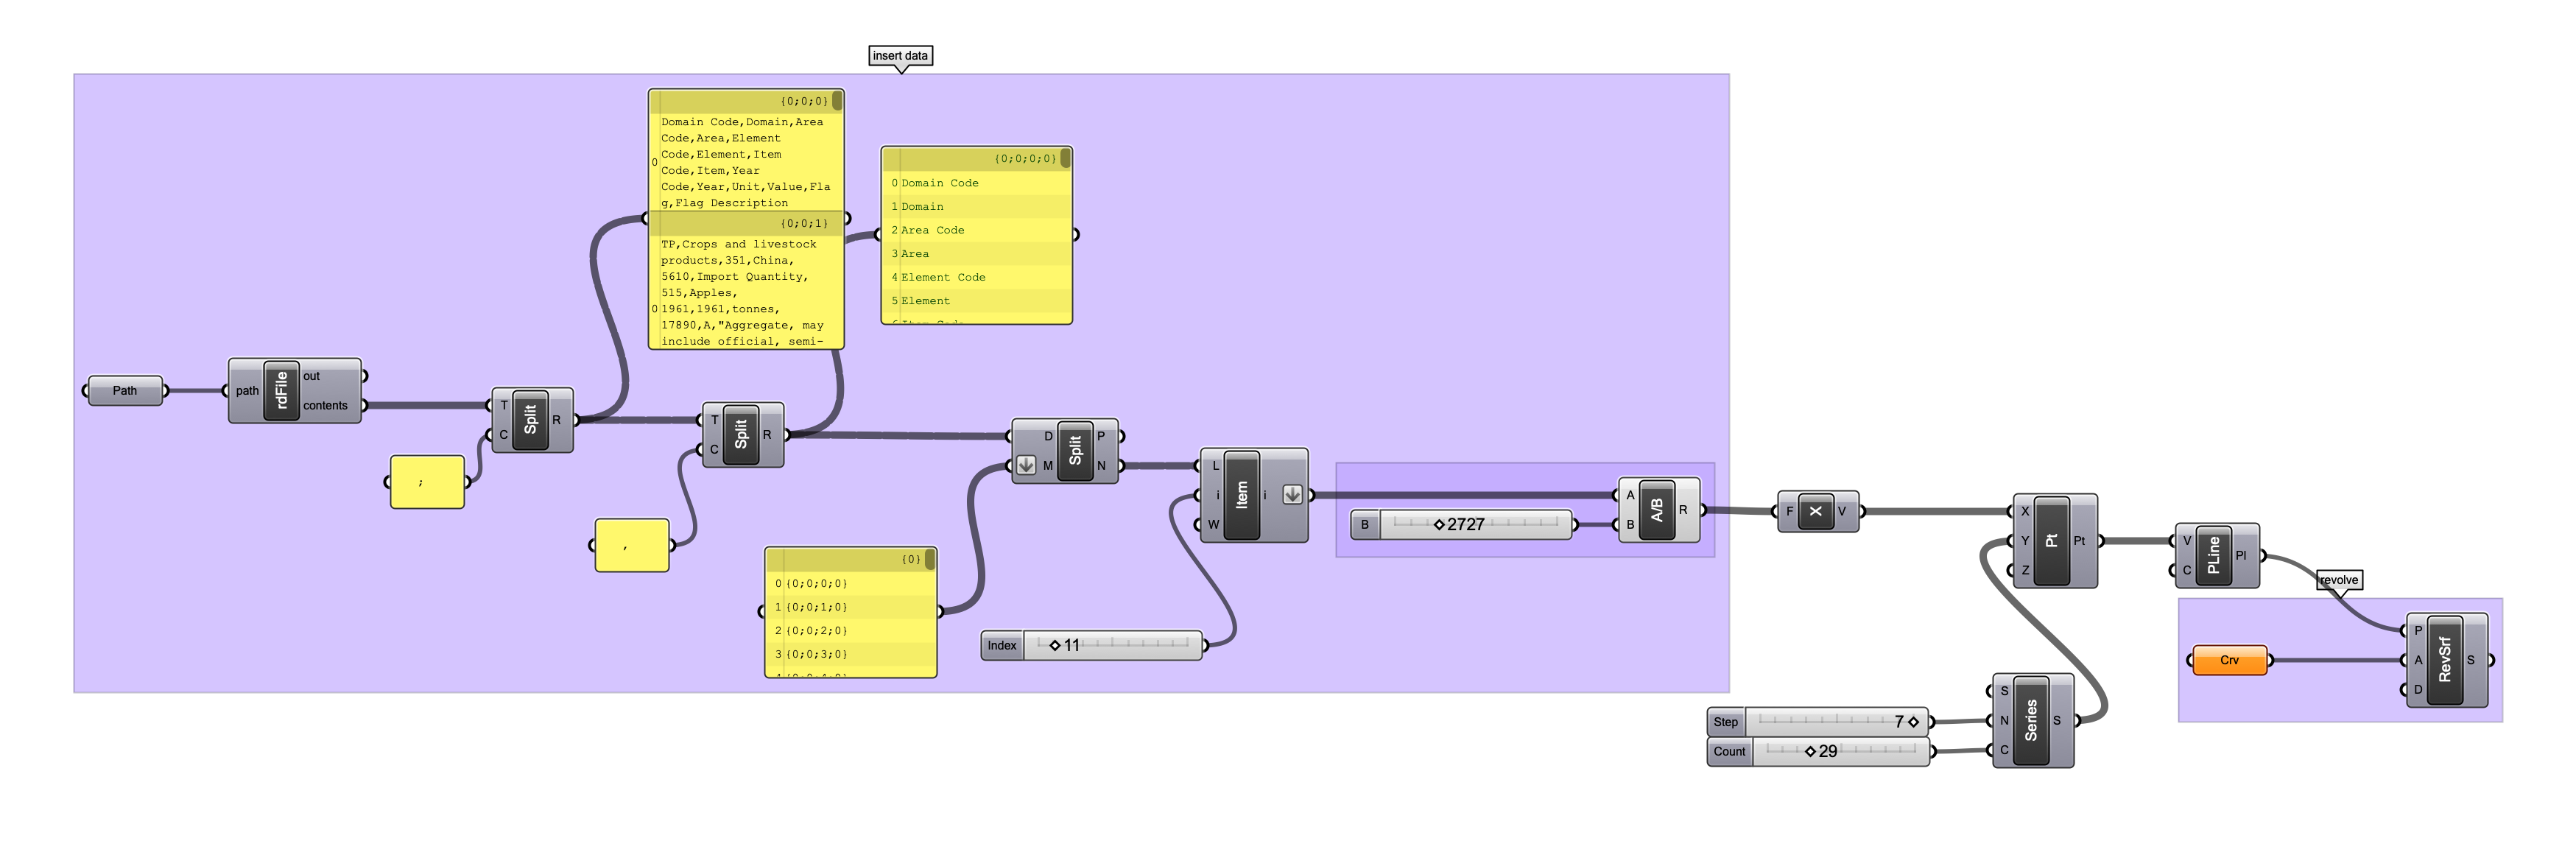 insert data
{0;0;0}
Domain Code,Domain,Area
Code,Area,Element
0
Code,Element,Item
Code,Item,Year
Code,Year,Unit,Value,Fla
g,Flag Description
{0;0;1}
TP,Crops and livestock
products,351,China,
5610,Import Quantity,
515,Apples,
0 1961,1961,tonnes,
17890,A,"Aggregate, may
include official, semi-
{0;0;0;0}
0 Domain Code
1 Domain
2 Area Code
3 Area
4 Element Code
5 Element
Path
path
rdFile
out
contents
T
C
Split
R
;
T
C
Split
R
,
D
M
Split
P
N
{0}
0 {0;0;0;0}
1 {0;0;1;0}
2 {0;0;2;0}
3 {0;0;3;0}
Index
11
L
i
W
Item
i
B
2727
A
B
A/B
R
F
X
V
X
Y
Z
Pt
Pt
V
C
PLine
Pl
revolve
Crv
P
A
D
RevSrf
S
Step
7
Count
29
S
N
C
Series
S